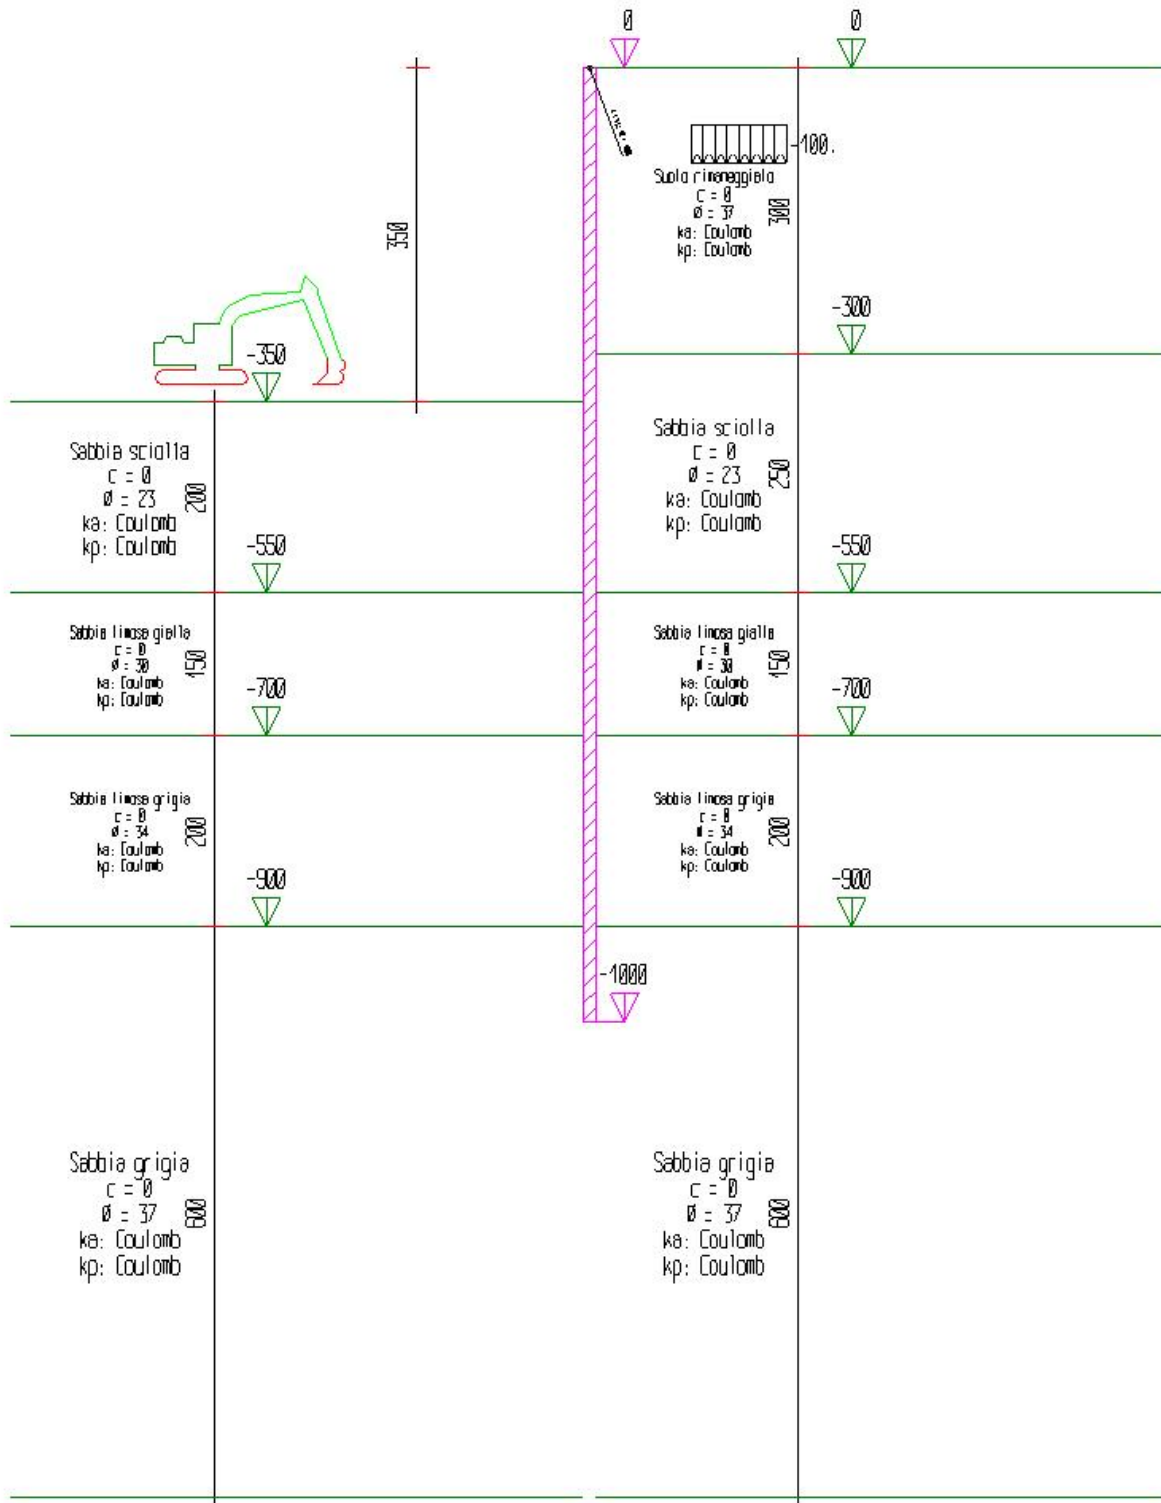 0
0
-100.
Suolo rimaneggiato
c = 0
Ø = 37
ka: Coulomb
kp: Coulomb
300
350
-300
-350
Sabbia sciolta
c = 0
Ø = 23
ka: Coulomb
kp: Coulomb
200
Sabbia sciolta
c = 0
Ø = 23
ka: Coulomb
kp: Coulomb
250
-550
-550
Sabbia limosa gialla
c = 0
Ø = 30
ka: Coulomb
kp: Coulomb
150
Sabbia limosa gialla
c = 0
Ø = 30
ka: Coulomb
kp: Coulomb
150
-700
-700
Sabbia limosa grigia
c = 0
Ø = 34
ka: Coulomb
kp: Coulomb
200
Sabbia limosa grigia
c = 0
Ø = 34
ka: Coulomb
kp: Coulomb
200
-900
-900
-1000
Sabbia grigia
c = 0
Ø = 37
ka: Coulomb
kp: Coulomb
600
Sabbia grigia
c = 0
Ø = 37
ka: Coulomb
kp: Coulomb
600